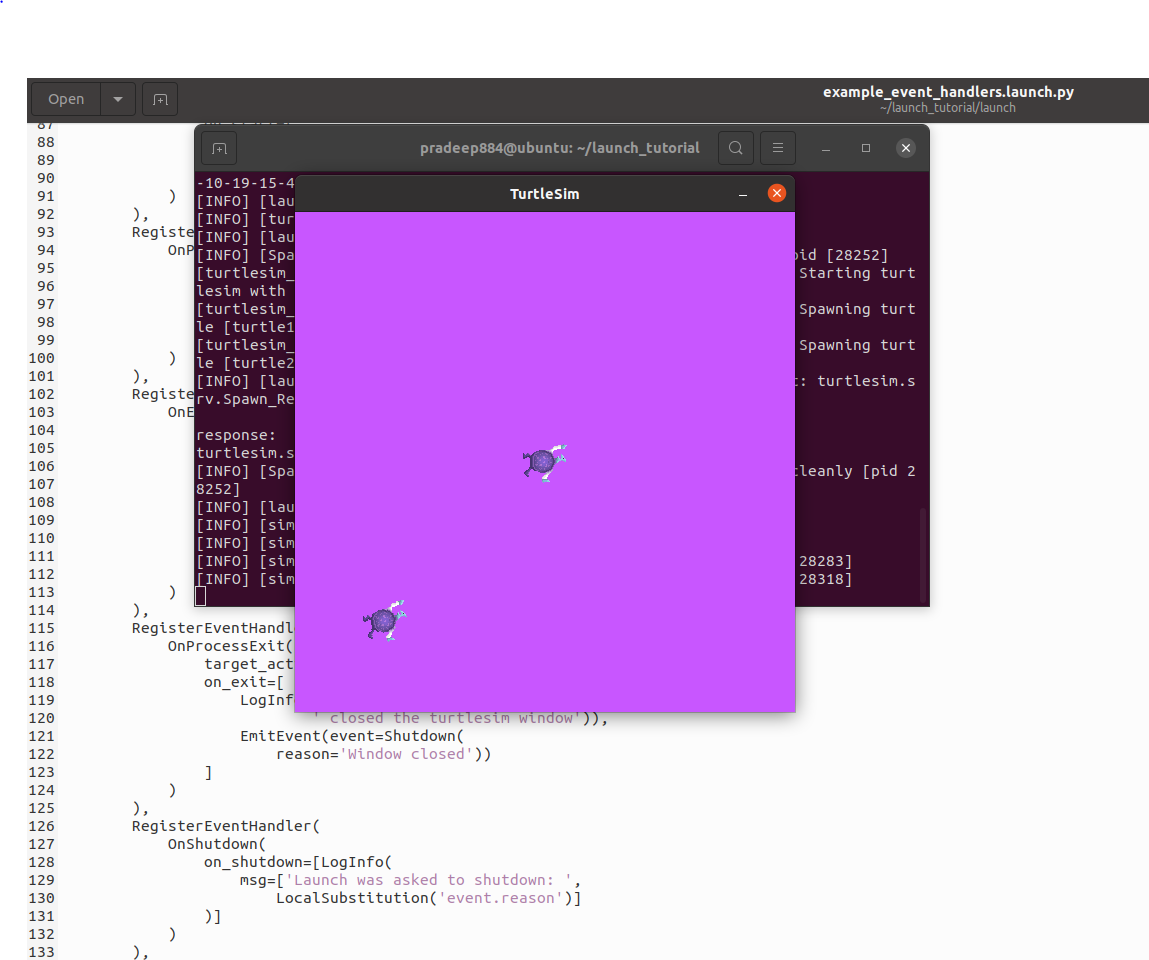 Open
example_event_handlers.launch.py
~/launch_tutorial/launch
87
88
89
90
91 )
92 ),
93 Registe
94 OnP
95
96
97
98
99
100 )
101 ),
102 Registe
103 OnE
104
105
106
107
108
109
110
111
112
113 )
114 ),
115 RegisterEventHandl
116 OnProcessExit(
117 target_act
118 on_exit=[
119 LogInf
120 ' closed the turtlesim window')),
121 EmitEvent(event=Shutdown(
122 reason='Window closed'))
123 ]
124 )
125 ),
126 RegisterEventHandler(
127 OnShutdown(
128 on_shutdown=[LogInfo(
129 msg=['Launch was asked to shutdown: ',
130 LocalSubstitution('event.reason')]
131 )]
132 )
133 ),
pradeep884@ubuntu: ~/launch_tutorial
-10-19-15-4
[INFO] [lau
[INFO] [tur
[INFO] [lau
[INFO] [Spa pid [28252]
[turtlesim_ Starting turt
lesim with
[turtlesim_ Spawning turt
le [turtle1
[turtlesim_ Spawning turt
le [turtle2
[INFO] [lau t: turtlesim.s
rv.Spawn_Re
response:
turtlesim.s
[INFO] [Spa cleanly [pid 2
8252]
[INFO] [lau
[INFO] [sim
[INFO] [sim
[INFO] [sim 28283]
[INFO] [sim 28318]
TurtleSim